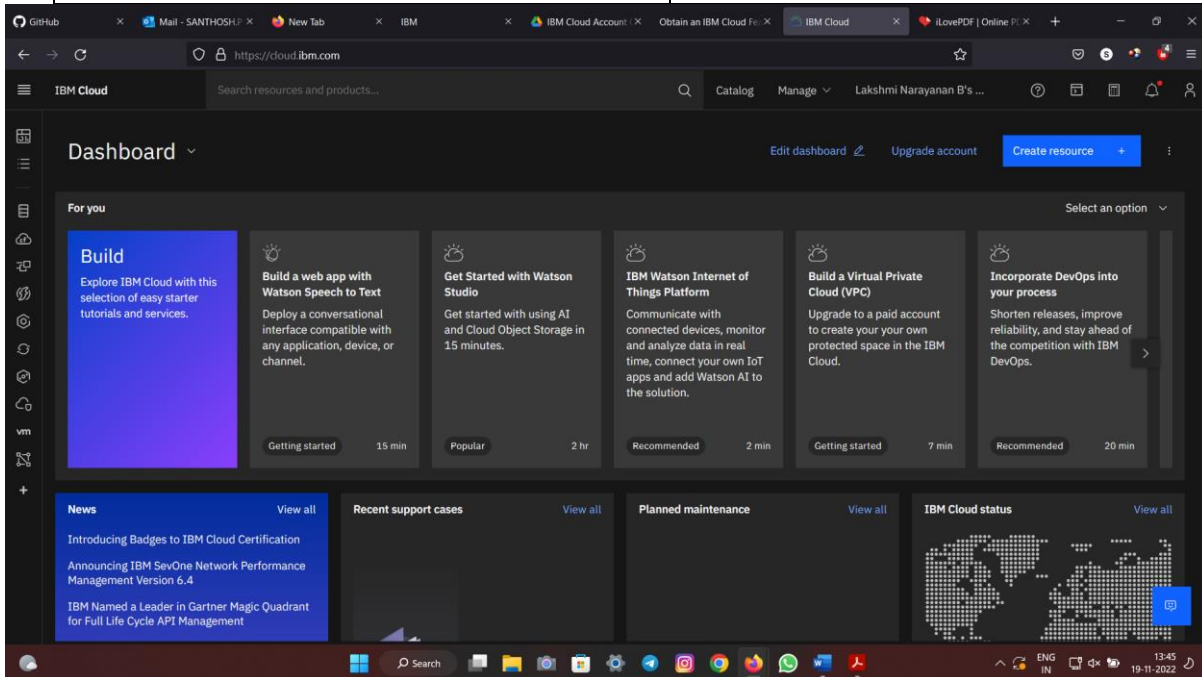 GitHub
Mail - SANTHOSH.P
New Tab
IBM
IBM Cloud Account (
Obtain an IBM Cloud Fe
IBM Cloud
iLovePDF | Online PD
https://cloud.ibm.com
S
4
IBM Cloud
Search resources and products...
Catalog
Manage
Lakshmi Narayanan B's ...
Dashboard
Edit dashboard
Upgrade account
Create resource +
For you
Select an option
Build
Explore IBM Cloud with this
selection of easy starter
tutorials and services.
Build a web app with
Watson Speech to Text
Deploy a conversational
interface compatible with
any application, device, or
channel.
Getting started
15 min
Get Started with Watson
Studio
Get started with using AI
and Cloud Object Storage in
15 minutes.
Popular
2 hr
IBM Watson Internet of
Things Platform
Communicate with
connected devices, monitor
and analyze data in real
time, connect your own IoT
apps and add Watson AI to
the solution.
Recommended
2 min
Build a Virtual Private
Cloud (VPC)
Upgrade to a paid account
to create your your own
protected space in the IBM
Cloud.
Getting started
7 min
Incorporate DevOps into
your process
Shorten releases, improve
reliability, and stay ahead of
the competition with IBM
DevOps.
Recommended
20 min
vm
News
View all
Introducing Badges to IBM Cloud Certification
Announcing IBM SevOne Network Performance
Management Version 6.4
IBM Named a Leader in Gartner Magic Quadrant
for Full Life Cycle API Management
Recent support cases
View all
Planned maintenance
View all
IBM Cloud status
View all
Search
ENG
IN
13:45
19-11-2022